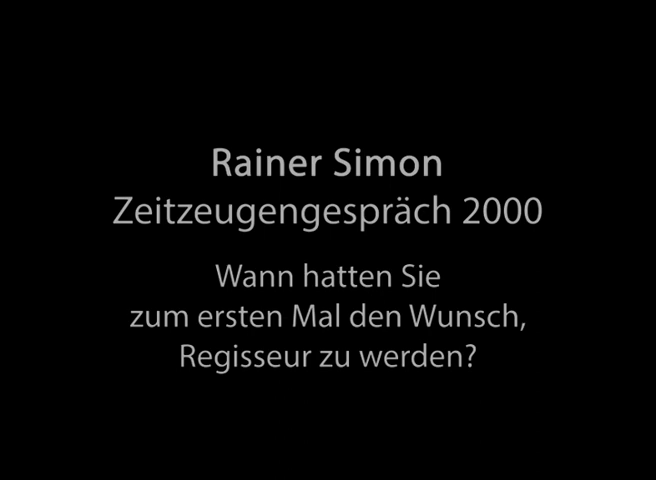 Rainer Simon
Zeitzeugengespräch 2000
Wann hatten Sie
zum ersten Mal den Wunsch,
Regisseur zu werden?